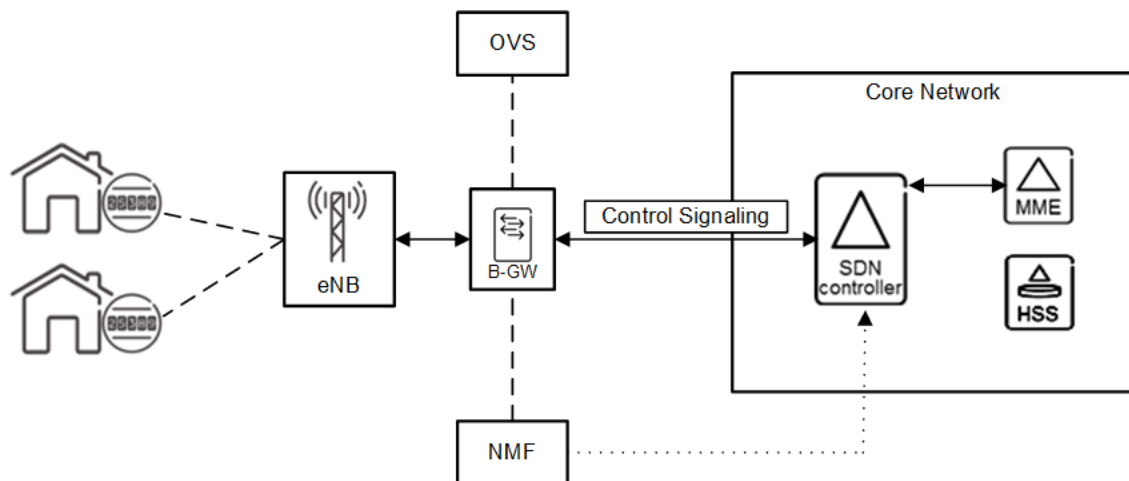 OVS
Core Network
Control Signaling
MME
B-GW
eNB
SDN
controller
HSS
NMF